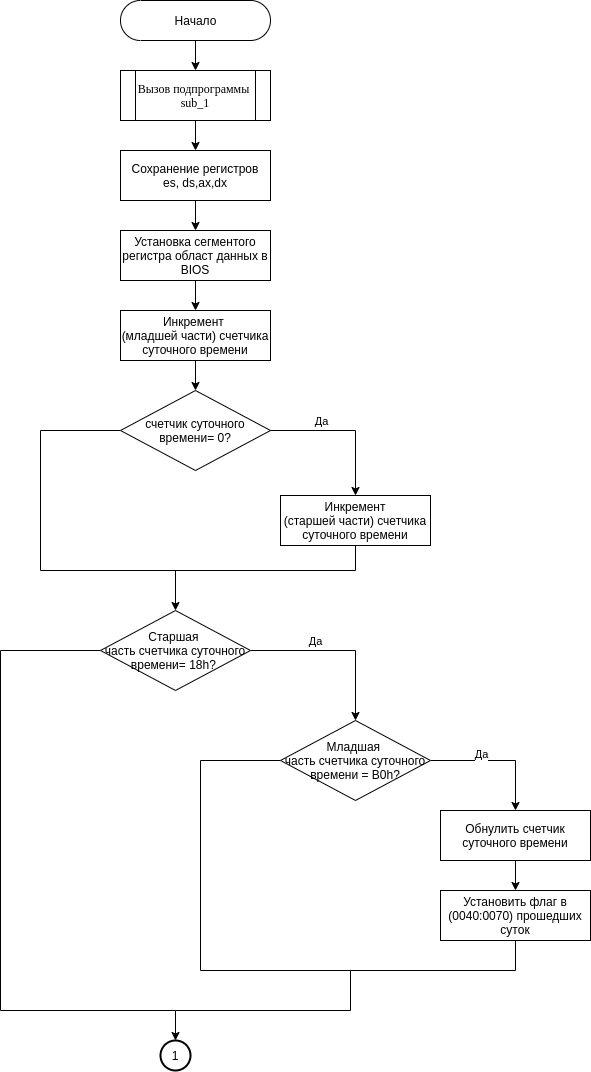 Начало
Вызов подпрограммы
sub_1
Сохранение регистров
es, ds,ax,dx
Установка сегментого
регистра област данных в
BIOS
Инкремент
(младшей части) счетчика
суточного времени
счетчик суточного
времени= 0?
Да
Инкремент
(старшей части) счетчика
суточного времени
Старшая
часть счетчика суточного
времени= 18h?
Да
Младшая
часть счетчика суточного
времени = B0h?
Да
Обнулить счетчик
суточного времени
Установить флаг в
(0040:0070) прошедших
суток
1